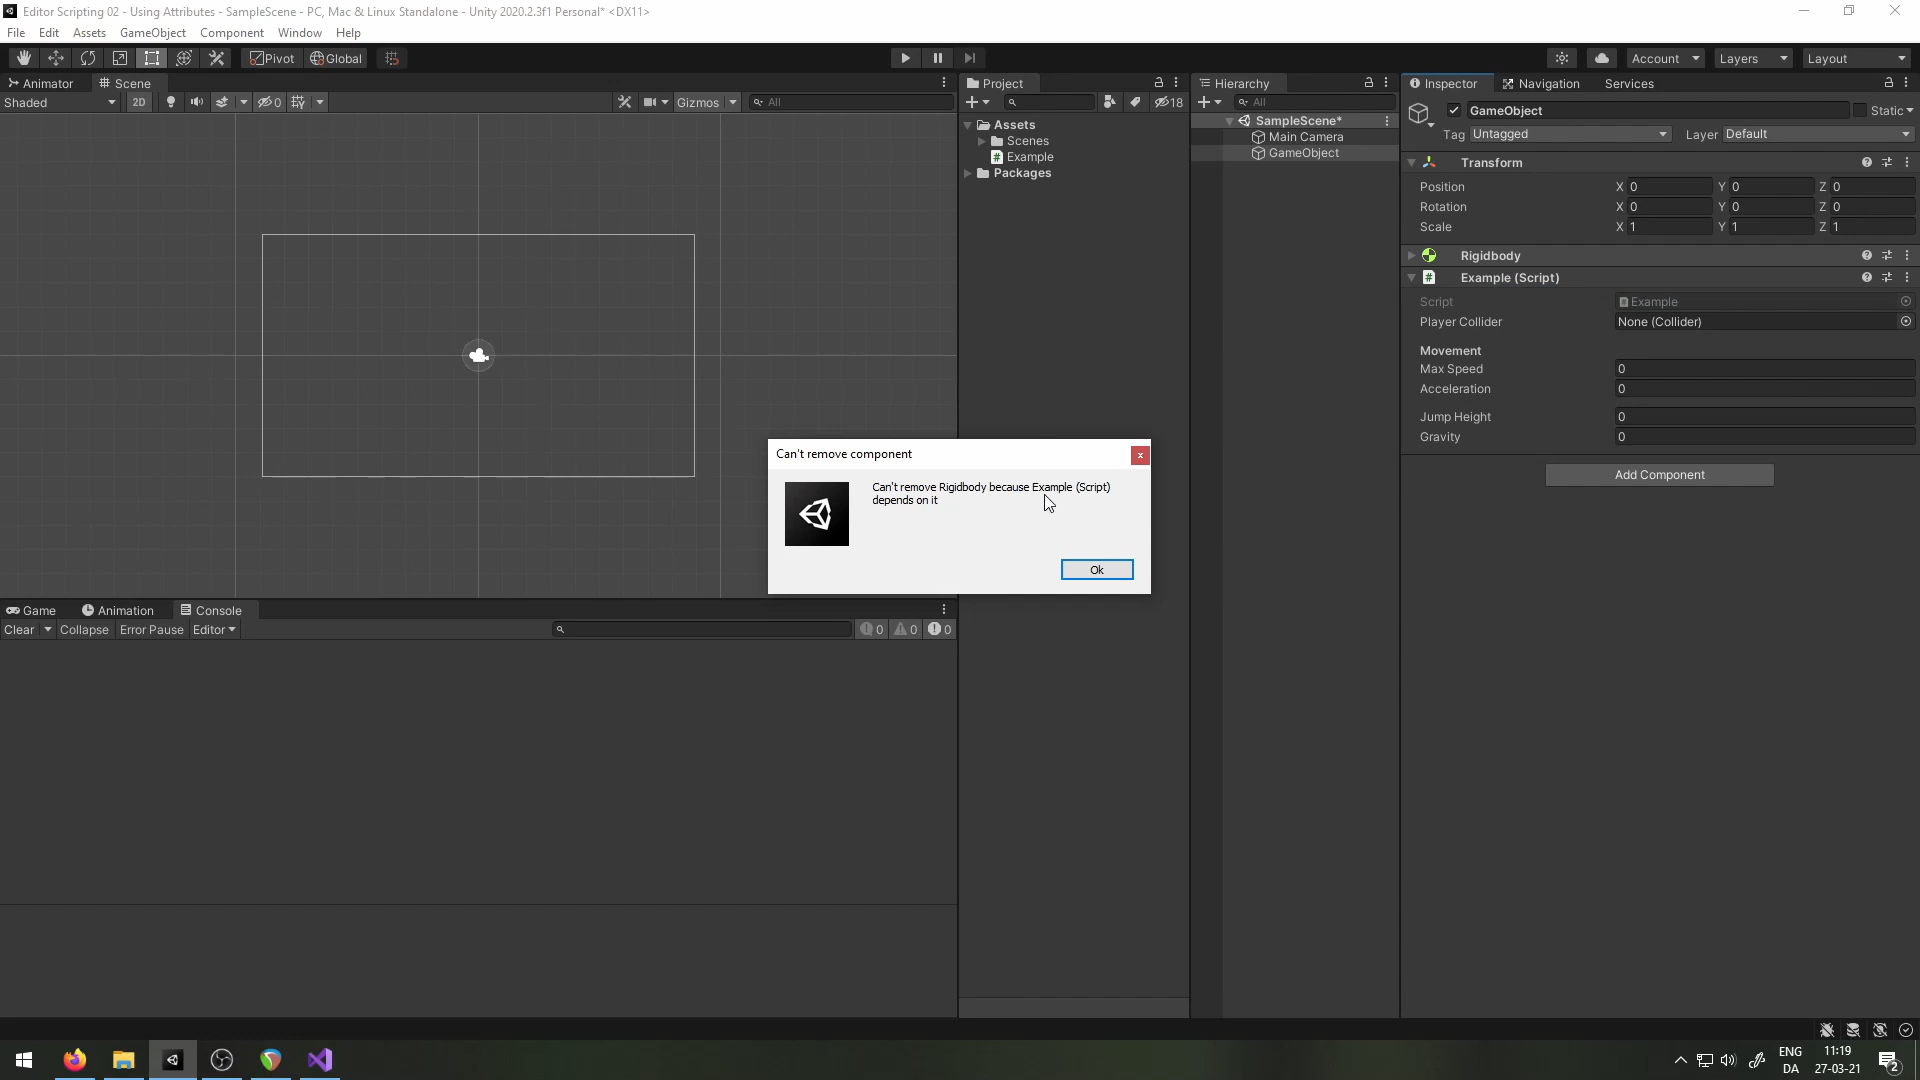 Editor Scripting 02 - Using Attributes - SampleScene - PC, Mac & Linux Standalone - Unity 2020.2.3f1 Personal* <DX11>
File Edit Assets GameObject Component Window Help
Pivot Global Account Layers Layout
Animator Scene
Shaded 2D 0 Gizmos All
Project
18
Assets
Scenes
Example
Packages
Hierarchy
All
SampleScene*
Main Camera
GameObject
Inspector Navigation Services
GameObject Static
Tag Untagged Layer Default
Transform
Position X 0 Y 0 Z 0
Rotation X 0 Y 0 Z 0
Scale X 1 Y 1 Z 1
Rigidbody
# Example (Script)
Script Example
Player Collider None (Collider)
Movement
Max Speed 0
Acceleration 0
Jump Height 0
Gravity 0
Add Component
Can't remove component
Can't remove Rigidbody because Example (Script)
depends on it
Ok
Game Animation Console
Clear Collapse Error Pause Editor 0 0 0
ENG
DA
11:19
27-03-21
2